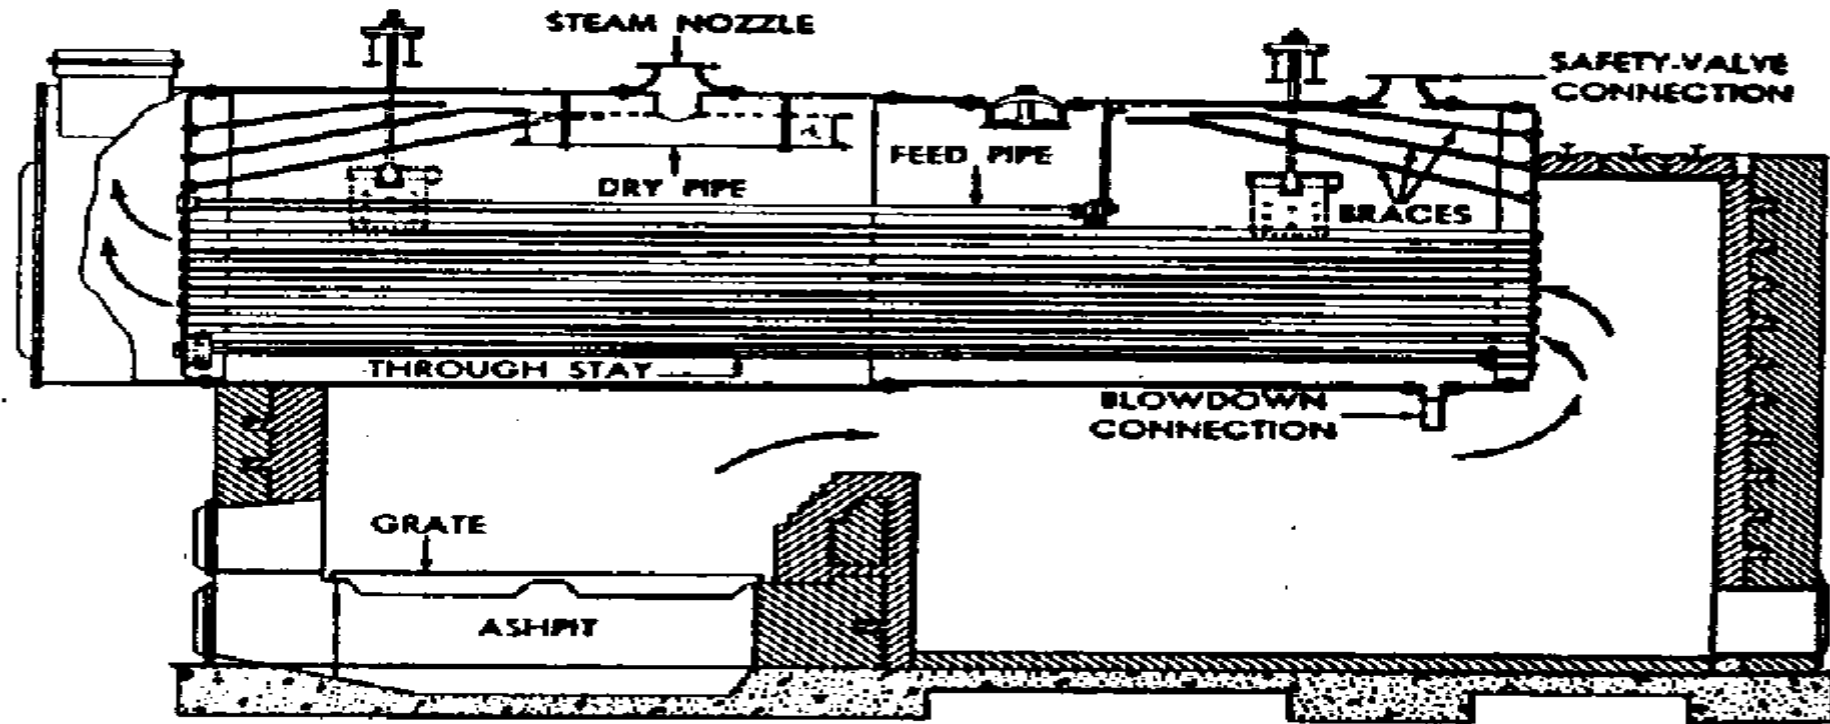 STEAM NOZZLE
SAFETY-VALVE
CONNECTION
FEED PIPE
DRY PIPE
BRACES
THROUGH STAY
BLOWDOWN
CONNECTION
GRATE
ASHPIT